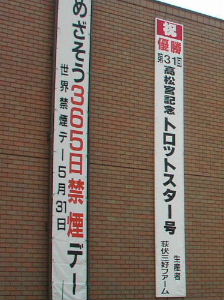 祝
優勝
第31回
高松宮記念
トロットスター号
生産者
荻伏三好ファーム
めざそう365日禁煙デー
世界禁煙デー5月31日